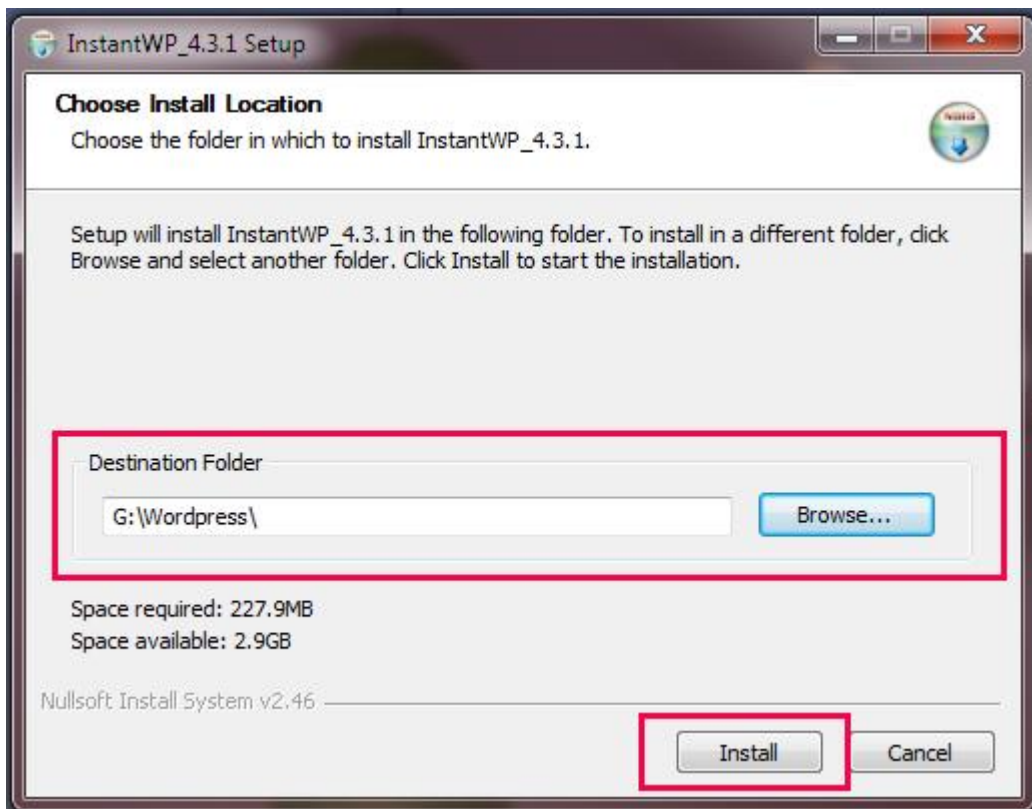 InstantWP_4.3.1 Setup
Choose Install Location
Choose the folder in which to install InstantWP_4.3.1.
Setup will install InstantWP_4.3.1 in the following folder. To install in a different folder, click
Browse and select another folder. Click Install to start the installation.
Destination Folder
G:\Wordpress\
Browse...
Space required: 227.9MB
Space available: 2.9GB
Nullsoft Install System v2.46
Install
Cancel